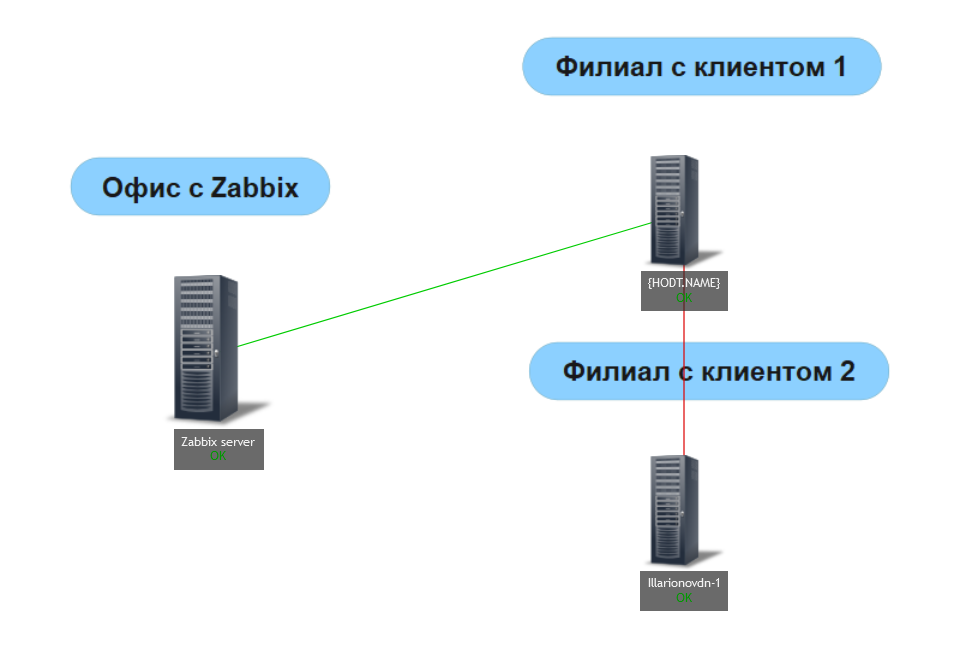 Филиал с клиентом 1
Офис с Zabbix
{HODT.NAME}
OK
Филиал с клиентом 2
Zabbix server
OK
Illarionovdn-1
OK